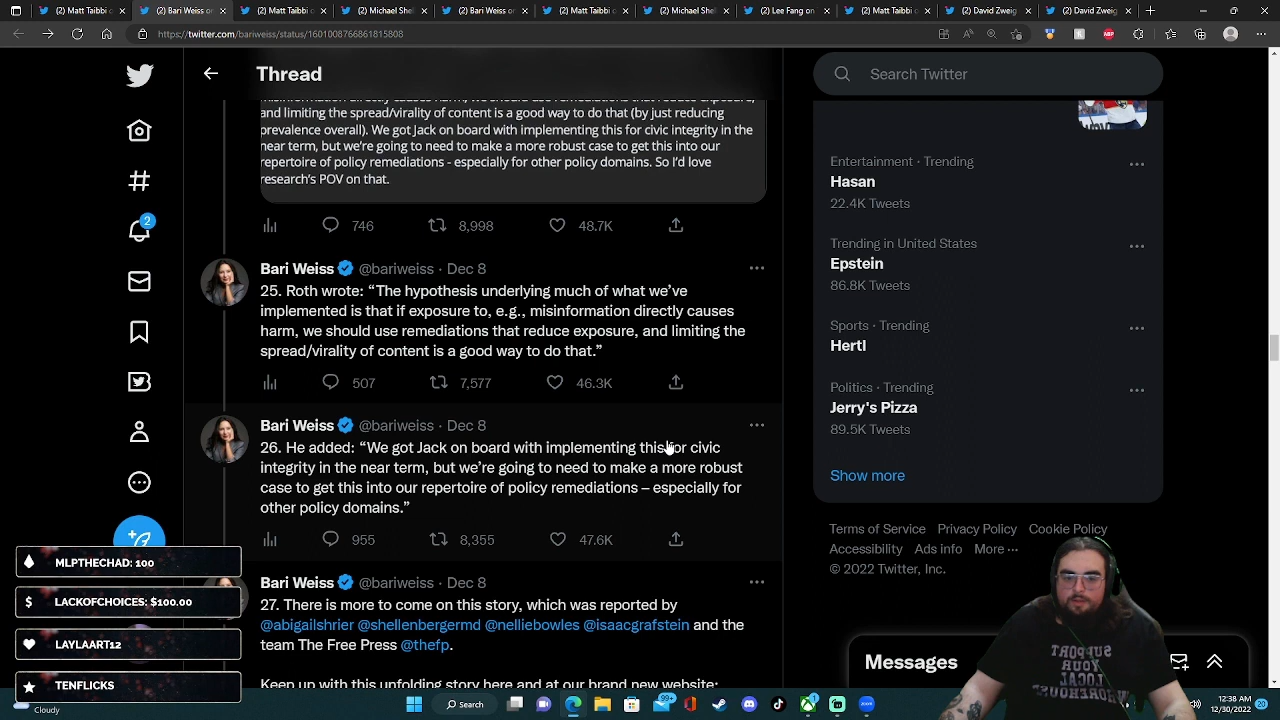 (2) Matt Taibbi o
(2) Bari Weiss on
(2) Matt Taibbi o
(2) Matt Taibbi o
(2) Michael Shel
(2) Bari Weiss on
(2) Matt Taibbi o
(2) Michael Shel
(2) Lee Fang on
(2) Matt Taibbi o
(2) David Zweig
(2) David Zweig
https://twitter.com/bariweiss/status/1601008766861815808
Thread
Search Twitter
misinformation directly causes harm, we should use remediations that reduce exposure,
and limiting the spread/virality of content is a good way to do that (by just reducing
prevalence overall). We got Jack on board with implementing this for civic integrity in the
near term, but we're going to need to make a more robust case to get this into our
repertoire of policy remediations - especially for other policy domains. So I'd love
research's POV on that.
746 8,998 48.7K
Bari Weiss @bariweiss · Dec 8
25. Roth wrote: “The hypothesis underlying much of what we’ve
implemented is that if exposure to, e.g., misinformation directly causes
harm, we should use remediations that reduce exposure, and limiting the
spread/virality of content is a good way to do that.”
507 7,577 46.3K
Bari Weiss @bariweiss · Dec 8
26. He added: “We got Jack on board with implementing this for civic
integrity in the near term, but we’re going to need to make a more robust
case to get this into our repertoire of policy remediations – especially for
other policy domains.”
955 8,355 47.6K
Bari Weiss @bariweiss · Dec 8
27. There is more to come on this story, which was reported by
@abigailshrier @shellenbergermd @nelliebowles @isaacgrafstein and the
team The Free Press @thefp.
Keep up with this unfolding story here and at our brand new website:
2
Entertainment · Trending
Hasan
22.4K Tweets
Trending in United States
Epstein
86.8K Tweets
Sports · Trending
Hertl
Politics · Trending
Jerry's Pizza
89.5K Tweets
Show more
Terms of Service Privacy Policy Cookie Policy
Accessibility Ads info More
© 2022 Twitter, Inc.
Messages
MLPTHECHAD: 100
LACKOFCHOICES: $100.00
LAYLAART12
TENFLICKS
SUPPORT
YOUR
LOCAL
WHOREHOUSE
Cloudy
Search
99+
1
12:38 AM
12/30/2022
20